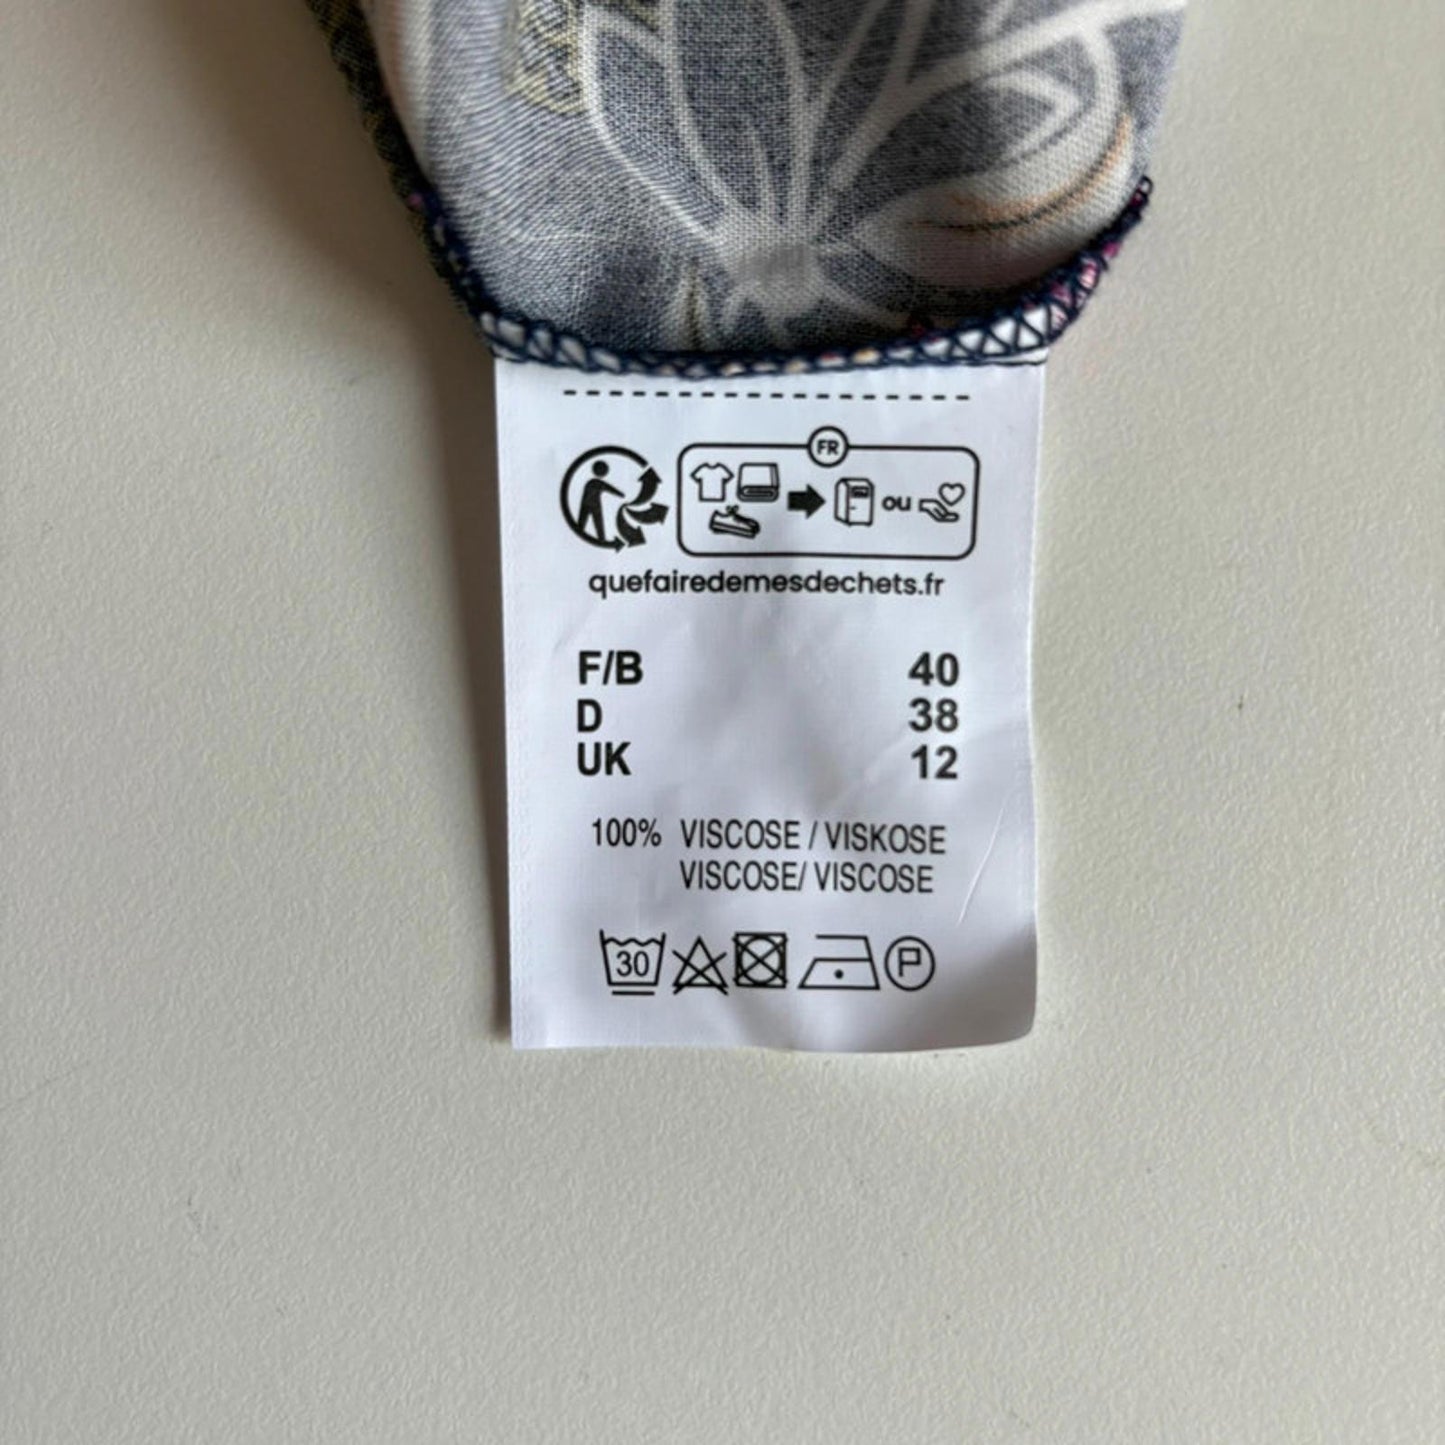 FR
ou
quefairedemesdechets.fr
F/B 40
D 38
UK 12
100% VISCOSE / VISKOSE
VISCOSE/ VISCOSE
30 P